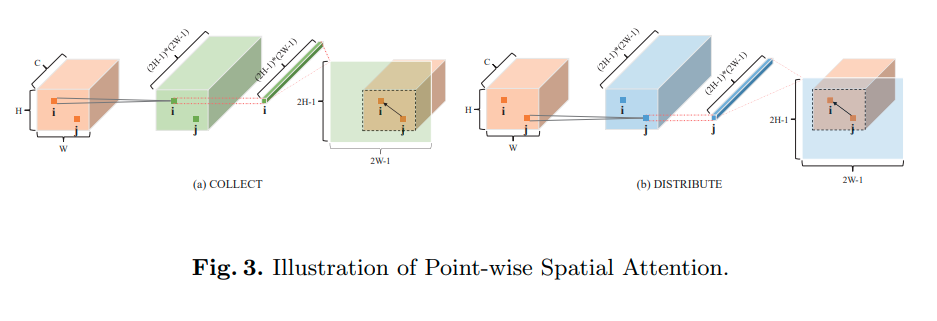 C
H
W
i
j
(2H-1)*(2W-1)
i
j
(2H-1)*(2W-1)
i
2H-1
i
j
2W-1
(a) COLLECT
C
H
W
i
j
(2H-1)*(2W-1)
i
j
(2H-1)*(2W-1)
j
2H-1
i
j
2W-1
(b) DISTRIBUTE
Fig. 3. Illustration of Point-wise Spatial Attention.